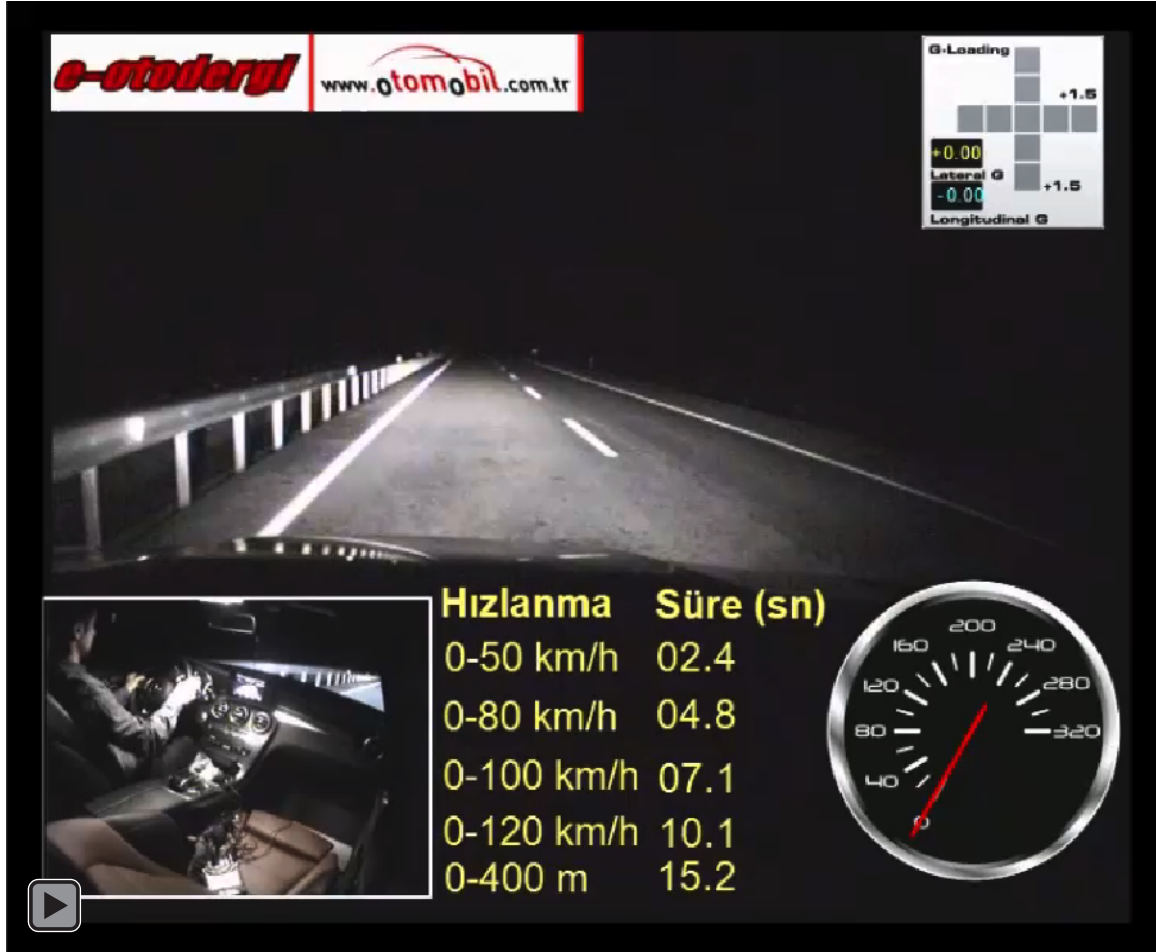 e-otodergi
www.otomobil.com.tr
G-Loading
+1.5
+0.00
Lateral G
+1.5
-0.00
Longitudinal G
Hızlanma Süre (sn)
0-50 km/h 02.4
0-80 km/h 04.8
0-100 km/h 07.1
0-120 km/h 10.1
0-400 m 15.2
200
160 240
120 280
80 320
40
0